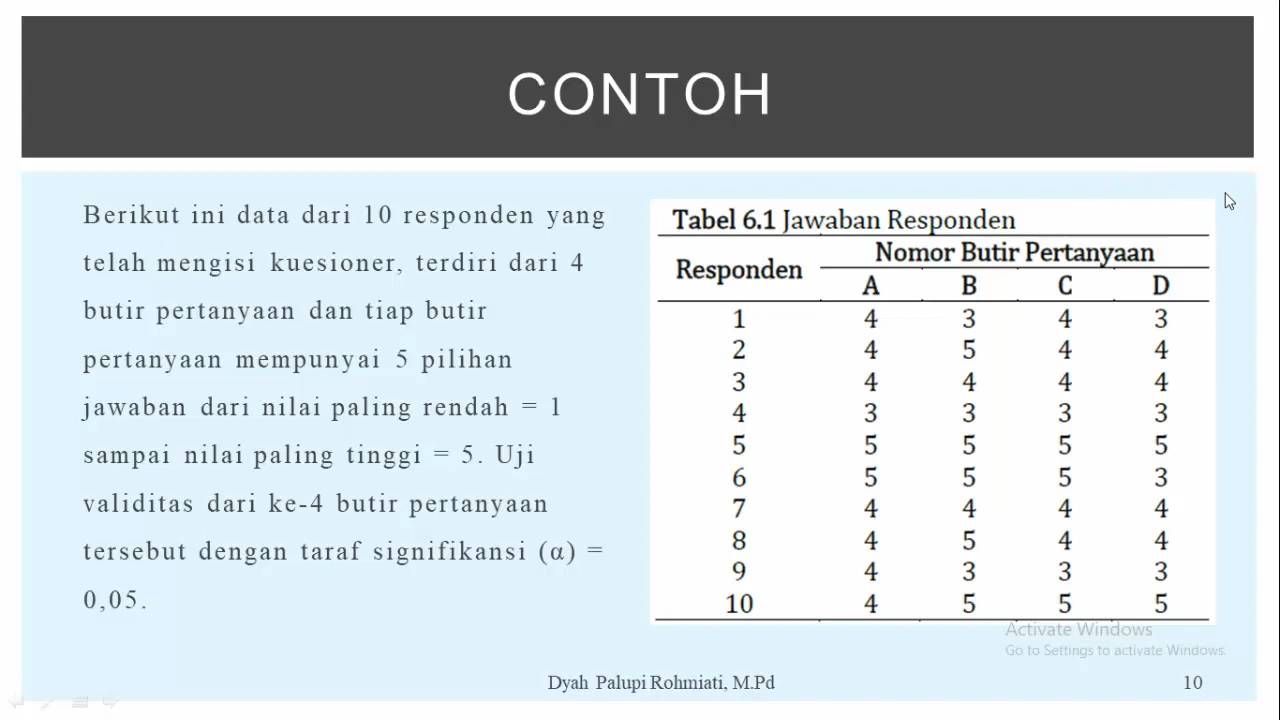 CONTOH
Berikut ini data dari 10 responden yang
telah mengisi kuesioner, terdiri dari 4
butir pertanyaan dan tiap butir
pertanyaan mempunyai 5 pilihan
jawaban dari nilai paling rendah = 1
sampai nilai paling tinggi = 5. Uji
validitas dari ke-4 butir pertanyaan
tersebut dengan taraf signifikansi (α) =
0,05.
Tabel 6.1 Jawaban Responden
Responden Nomor Butir Pertanyaan
A B C D
1 4 3 4 3
2 4 5 4 4
3 4 4 4 4
4 3 3 3 3
5 5 5 5 5
6 5 5 5 3
7 4 4 4 4
8 4 5 4 4
9 4 3 3 3
10 4 5 5 5
Activate Windows
Go to Settings to activate Windows.
Dyah Palupi Rohmiati, M.Pd
10